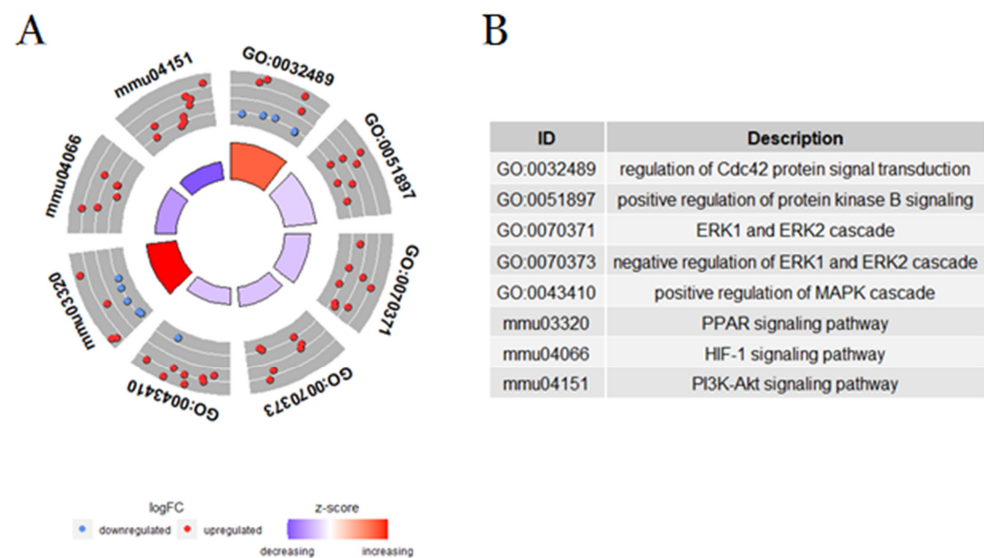 A
B
mmu04151
GO:0032489
GO:0051897
GO:0070371
GO:0070373
GO:0043410
mmu03320
mmu04066
logFC
downregulated
upregulated
z-score
decreasing
increasing
ID Description
GO:0032489 regulation of Cdc42 protein signal transduction
GO:0051897 positive regulation of protein kinase B signaling
GO:0070371 ERK1 and ERK2 cascade
GO:0070373 negative regulation of ERK1 and ERK2 cascade
GO:0043410 positive regulation of MAPK cascade
mmu03320 PPAR signaling pathway
mmu04066 HIF-1 signaling pathway
mmu04151 PI3K-Akt signaling pathway